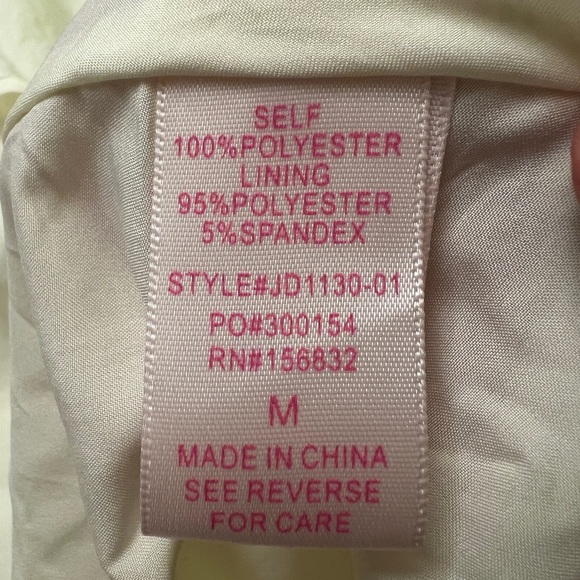 SELF
100%POLYESTER
LINING
95%POLYESTER
5%SPANDEX
STYLE#JD1130-01
PO#300154
RN#156832
M
MADE IN CHINA
SEE REVERSE
FOR CARE